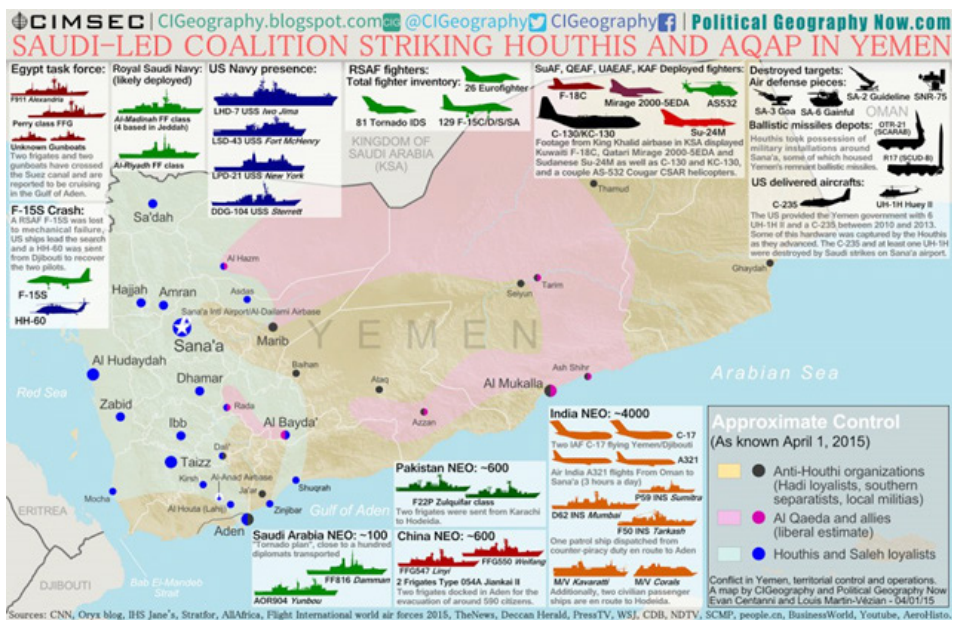 CIMSEC | CIGeography.blogspot.com CIG @CIGeography CIGeography | Political Geography Now.com
SAUDI-LED COALITION STRIKING HOUTHIS AND AQAP IN YEMEN
Egypt task force:
F911 Alexandria
Perry class FFG
Unknown Gunboats
Two frigates and two
gunboats have crossed
the Suez canal and are
reported to be cruising
in the Gulf of Aden.
F-15S Crash:
A RSAF F-15S was lost
to mechanical failure,
US ships lead the search
and a HH-60 was sent
from Djibouti to recover
the two pilots.
F-15S
HH-60
Royal Saudi Navy:
(likely deployed)
Al-Madinah FF class
(4 based in Jeddah)
Al-Riyadh FF class
US Navy presence:
LHD-7 USS Iwo Jima
LSD-43 USS Fort McHenry
LPD-21 USS New York
DDG-104 USS Sterrett
RSAF fighters:
Total fighter inventory:
26 Eurofighter
81 Tornado IDS
129 F-15C/D/S/SA
SuAF, QEAF, UAEAF, KAF Deployed fighters:
F-18C
Mirage 2000-5EDA
AS532
C-130/KC-130
Su-24M
Footage from King Khalid airbase in KSA displayed
Kuwaiti F-18C, Qatari Mirage 2000-5EDA and
Sudanese Su-24M as well as C-130 and KC-130,
and a couple AS-532 Cougar CSAR helicopters.
Destroyed targets:
Air defense pieces:
SA-2 Guideline
SNR-75
SA-3 Goa
SA-6 Gainful
OMAN
Ballistic missiles depots:
OTR-21
(SCARAB)
Houthis took possession of
military installations around
Sana'a, some of which housed
Yemen's remnant ballistic missiles.
R17 (SCUD-B)
US delivered aircrafts:
C-235
UH-1H Huey II
The US provided the Yemen government with 6
UH-1H II and a C-235 between 2010 and 2013.
Some of this hardware was captured by the Houthis
as they advanced. The C-235 and at least one UH-1H
were destroyed by Saudi strikes on Sana'a airport.
KINGDOM OF
SAUDI ARABIA
(KSA)
Thamud
Sa'dah
Al Hazm
Ghaydah
Tarim
Seiyun
Hajjah
Amran
Asdas
Sana'a Intl Airport/Al-Dailami Airbase
Sana'a
Marib
YEMEN
Al Hudaydah
Baihan
Dhamar
Ataq
Al Mukalla
Ash Shihr
Arabian Sea
Red Sea
Zabid
Rada
Azzan
Ibb
Al Bayda'
Dali'
Taizz
Kirsh
Al-Anad Airbase
Shuqrah
Mocha
Ja'ar
Al Houta (Lahij)
Zinjibar
Gulf of Aden
Aden
ERITREA
DJIBOUTI
Bab El-Mandeb
Strait
Saudi Arabia NEO: ~100
"Tornado plan", close to a hundred
diplomats transported
FF816 Damman
AOR904 Yunbou
Pakistan NEO: ~600
F22P Zulqifar class
Two frigates were sent from Karachi
to Hodeida.
China NEO: ~600
FFG550 Weifang
FFG547 Linyi
2 Frigates Type 054A Jiankai II
Two frigates docked in Aden for the
evacuation of around 590 citizens.
India NEO: ~4000
C-17
Two IAF C-17 flying Yemen/Djibouti
A321
Air India A321 flights From Oman to
Sana'a (3 hours a day)
P59 INS Sumitra
D62 INS Mumbai
F50 INS Tarkash
One patrol ship dispatched from
counter-piracy duty en route to Aden
M/V Kavaratti
M/V Corals
Additionally, two civilian passenger
ships are en route to Hodeida.
Approximate Control
(As known April 1, 2015)
Anti-Houthi organizations
(Hadi loyalists, southern
separatists, local militias)
Al Qaeda and allies
(liberal estimate)
Houthis and Saleh loyalists
Conflict in Yemen, territorial control and operations.
A map by CIGeography and Political Geography Now
Evan Centanni and Louis Martin-Vézian - 04/01/15
Sources: CNN, Oryx blog, IHS Jane's, Stratfor, AllAfrica, Flight International world air forces 2015, TheNews, Deccan Herald, PressTV, WSJ, CDB, NDTV, SCMP, people.cn, BusinessWorld, Youtube, AeroHisto.